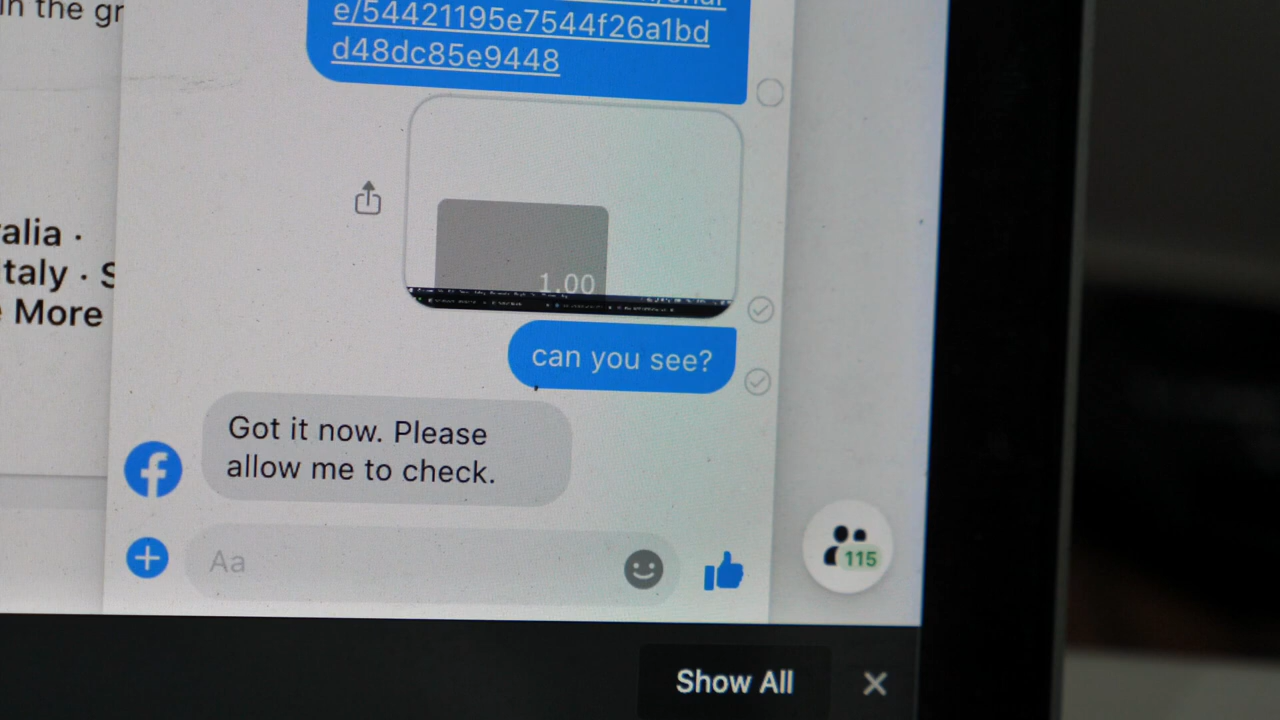 in the gr
e/54421195e7544f26a1bd
d48dc85e9448
1.00
alia ·
taly · S
More
can you see?
Got it now. Please
allow me to check.
Aa
115
Show All